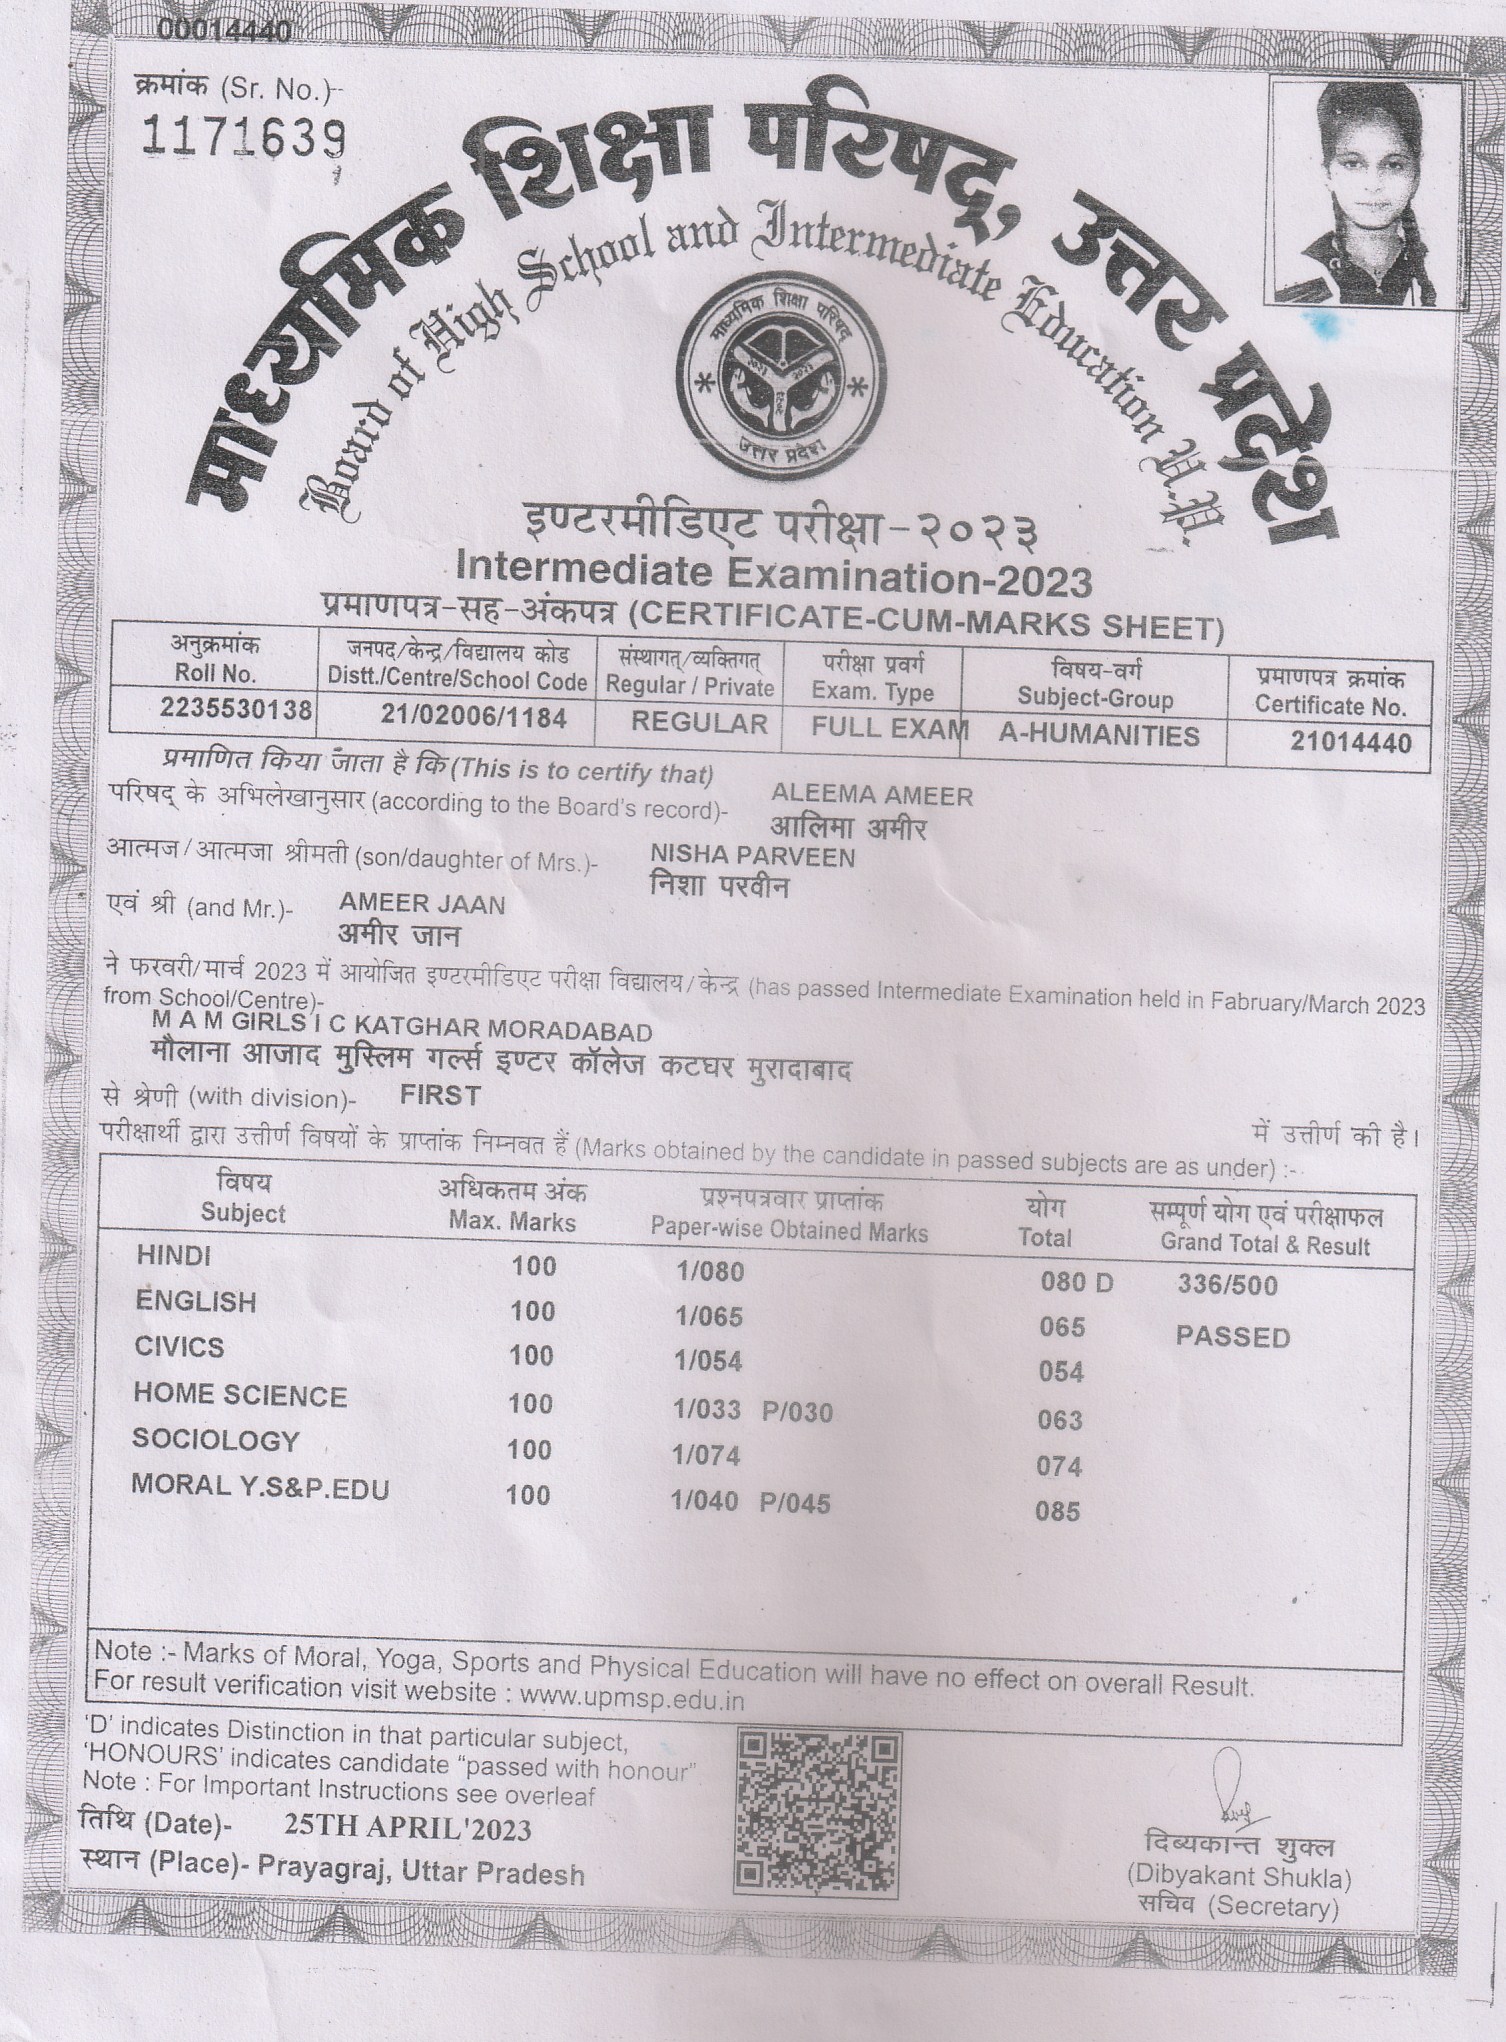 00014440
क्रमांक (Sr. No.)-
1171639
माध्यमिक शिक्षा परिषद्, उत्तर प्रदेश
Board of High School and Intermediate Education U.P.
माध्यमिक शिक्षा परिषद
उत्तर प्रदेश
इण्टरमीडिएट परीक्षा-२०२३
Intermediate Examination-2023
प्रमाणपत्र-सह-अंकपत्र (CERTIFICATE-CUM-MARKS SHEET)
अनुक्रमांक जनपद/केन्द्र/विद्यालय कोड संस्थागत्/व्यक्तिगत् परीक्षा प्रवर्ग विषय-वर्ग प्रमाणपत्र क्रमांक
Roll No. Distt./Centre/School Code Regular / Private Exam. Type Subject-Group Certificate No.
2235530138 21/02006/1184 REGULAR FULL EXAM A-HUMANITIES 21014440
प्रमाणित किया जाता है कि (This is to certify that)
परिषद् के अभिलेखानुसार (according to the Board's record)- ALEEMA AMEER
आलिमा अमीर
आत्मज/आत्मजा श्रीमती (son/daughter of Mrs.)- NISHA PARVEEN
निशा परवीन
एवं श्री (and Mr.)- AMEER JAAN
अमीर जान
ने फरवरी/मार्च 2023 में आयोजित इण्टरमीडिएट परीक्षा विद्यालय/केन्द्र (has passed Intermediate Examination held in Fabruary/March 2023
from School/Centre)-
M A M GIRLS I C KATGHAR MORADABAD
मौलाना आजाद मुस्लिम गर्ल्स इण्टर कॉलेज कटघर मुरादाबाद
से श्रेणी (with division)- FIRST
में उत्तीर्ण की है।
परीक्षार्थी द्वारा उत्तीर्ण विषयों के प्राप्तांक निम्नवत हैं (Marks obtained by the candidate in passed subjects are as under) :-
विषय अधिकतम अंक प्रश्नपत्रवार प्राप्तांक योग सम्पूर्ण योग एवं परीक्षाफल
Subject Max. Marks Paper-wise Obtained Marks Total Grand Total & Result
HINDI 100 1/080 080 D 336/500
ENGLISH 100 1/065 065 PASSED
CIVICS 100 1/054 054
HOME SCIENCE 100 1/033 P/030 063
SOCIOLOGY 100 1/074 074
MORAL Y.S&P.EDU 100 1/040 P/045 085
Note :- Marks of Moral, Yoga, Sports and Physical Education will have no effect on overall Result.
For result verification visit website : www.upmsp.edu.in
'D' indicates Distinction in that particular subject,
'HONOURS' indicates candidate "passed with honour"
Note : For Important Instructions see overleaf
तिथि (Date)- 25TH APRIL'2023
स्थान (Place)- Prayagraj, Uttar Pradesh
दिब्यकान्त शुक्ल
(Dibyakant Shukla)
सचिव (Secretary)